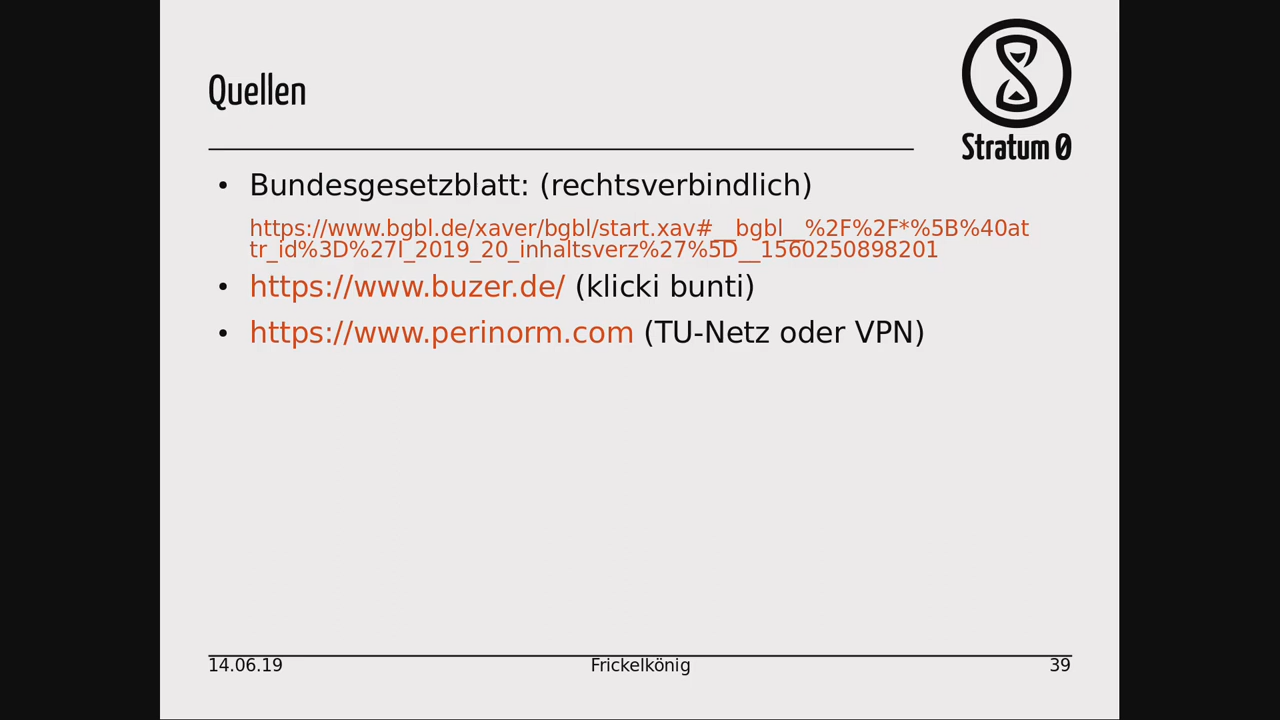 Quellen
Stratum 0
Bundesgesetzblatt: (rechtsverbindlich)
https://www.bgbl.de/xaver/bgbl/start.xav#__bgbl__%2F%2F*%5B%40at
tr_id%3D%27I_2019_20_inhaltsverz%27%5D__1560250898201
https://www.buzer.de/ (klicki bunti)
https://www.perinorm.com (TU-Netz oder VPN)
14.06.19 Frickelkönig 39